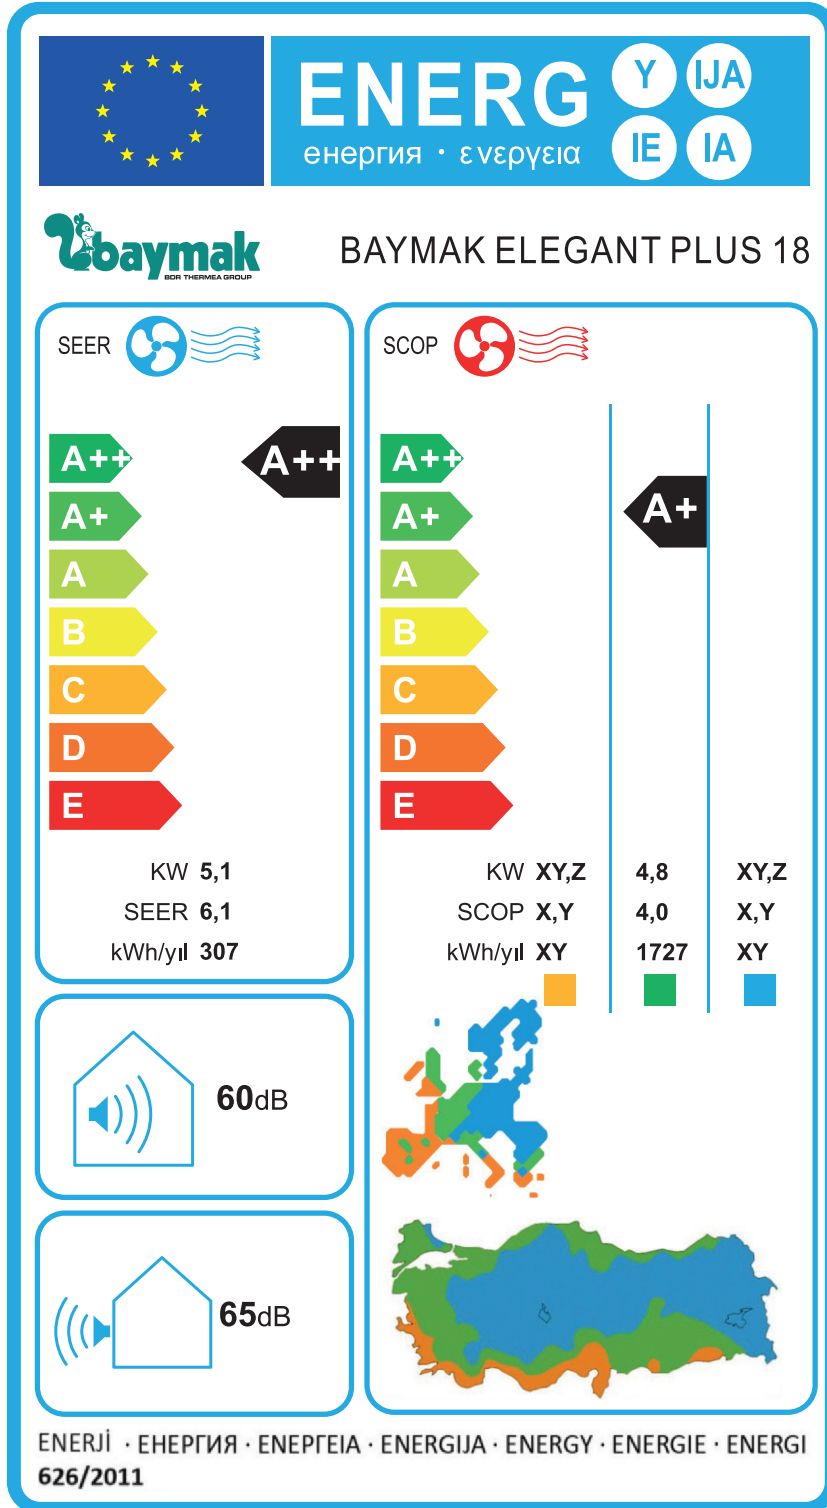 ENERG
Y IJA
IE IA
енергия · ενεργεια
baymak
BDR THERMEA GROUP
BAYMAK ELEGANT PLUS 18
SEER
A++
A++
A+
A
B
C
D
E
KW 5,1
SEER 6,1
kWh/yıl 307
SCOP
A++
A+
A+
A
B
C
D
E
KW XY,Z 4,8 XY,Z
SCOP X,Y 4,0 X,Y
kWh/yıl XY 1727 XY
60dB
65dB
ENERJİ · ЕНЕРГИЯ · ΕΝΕΡΓΕΙΑ · ENERGIJA · ENERGY · ENERGIE · ENERGI
626/2011